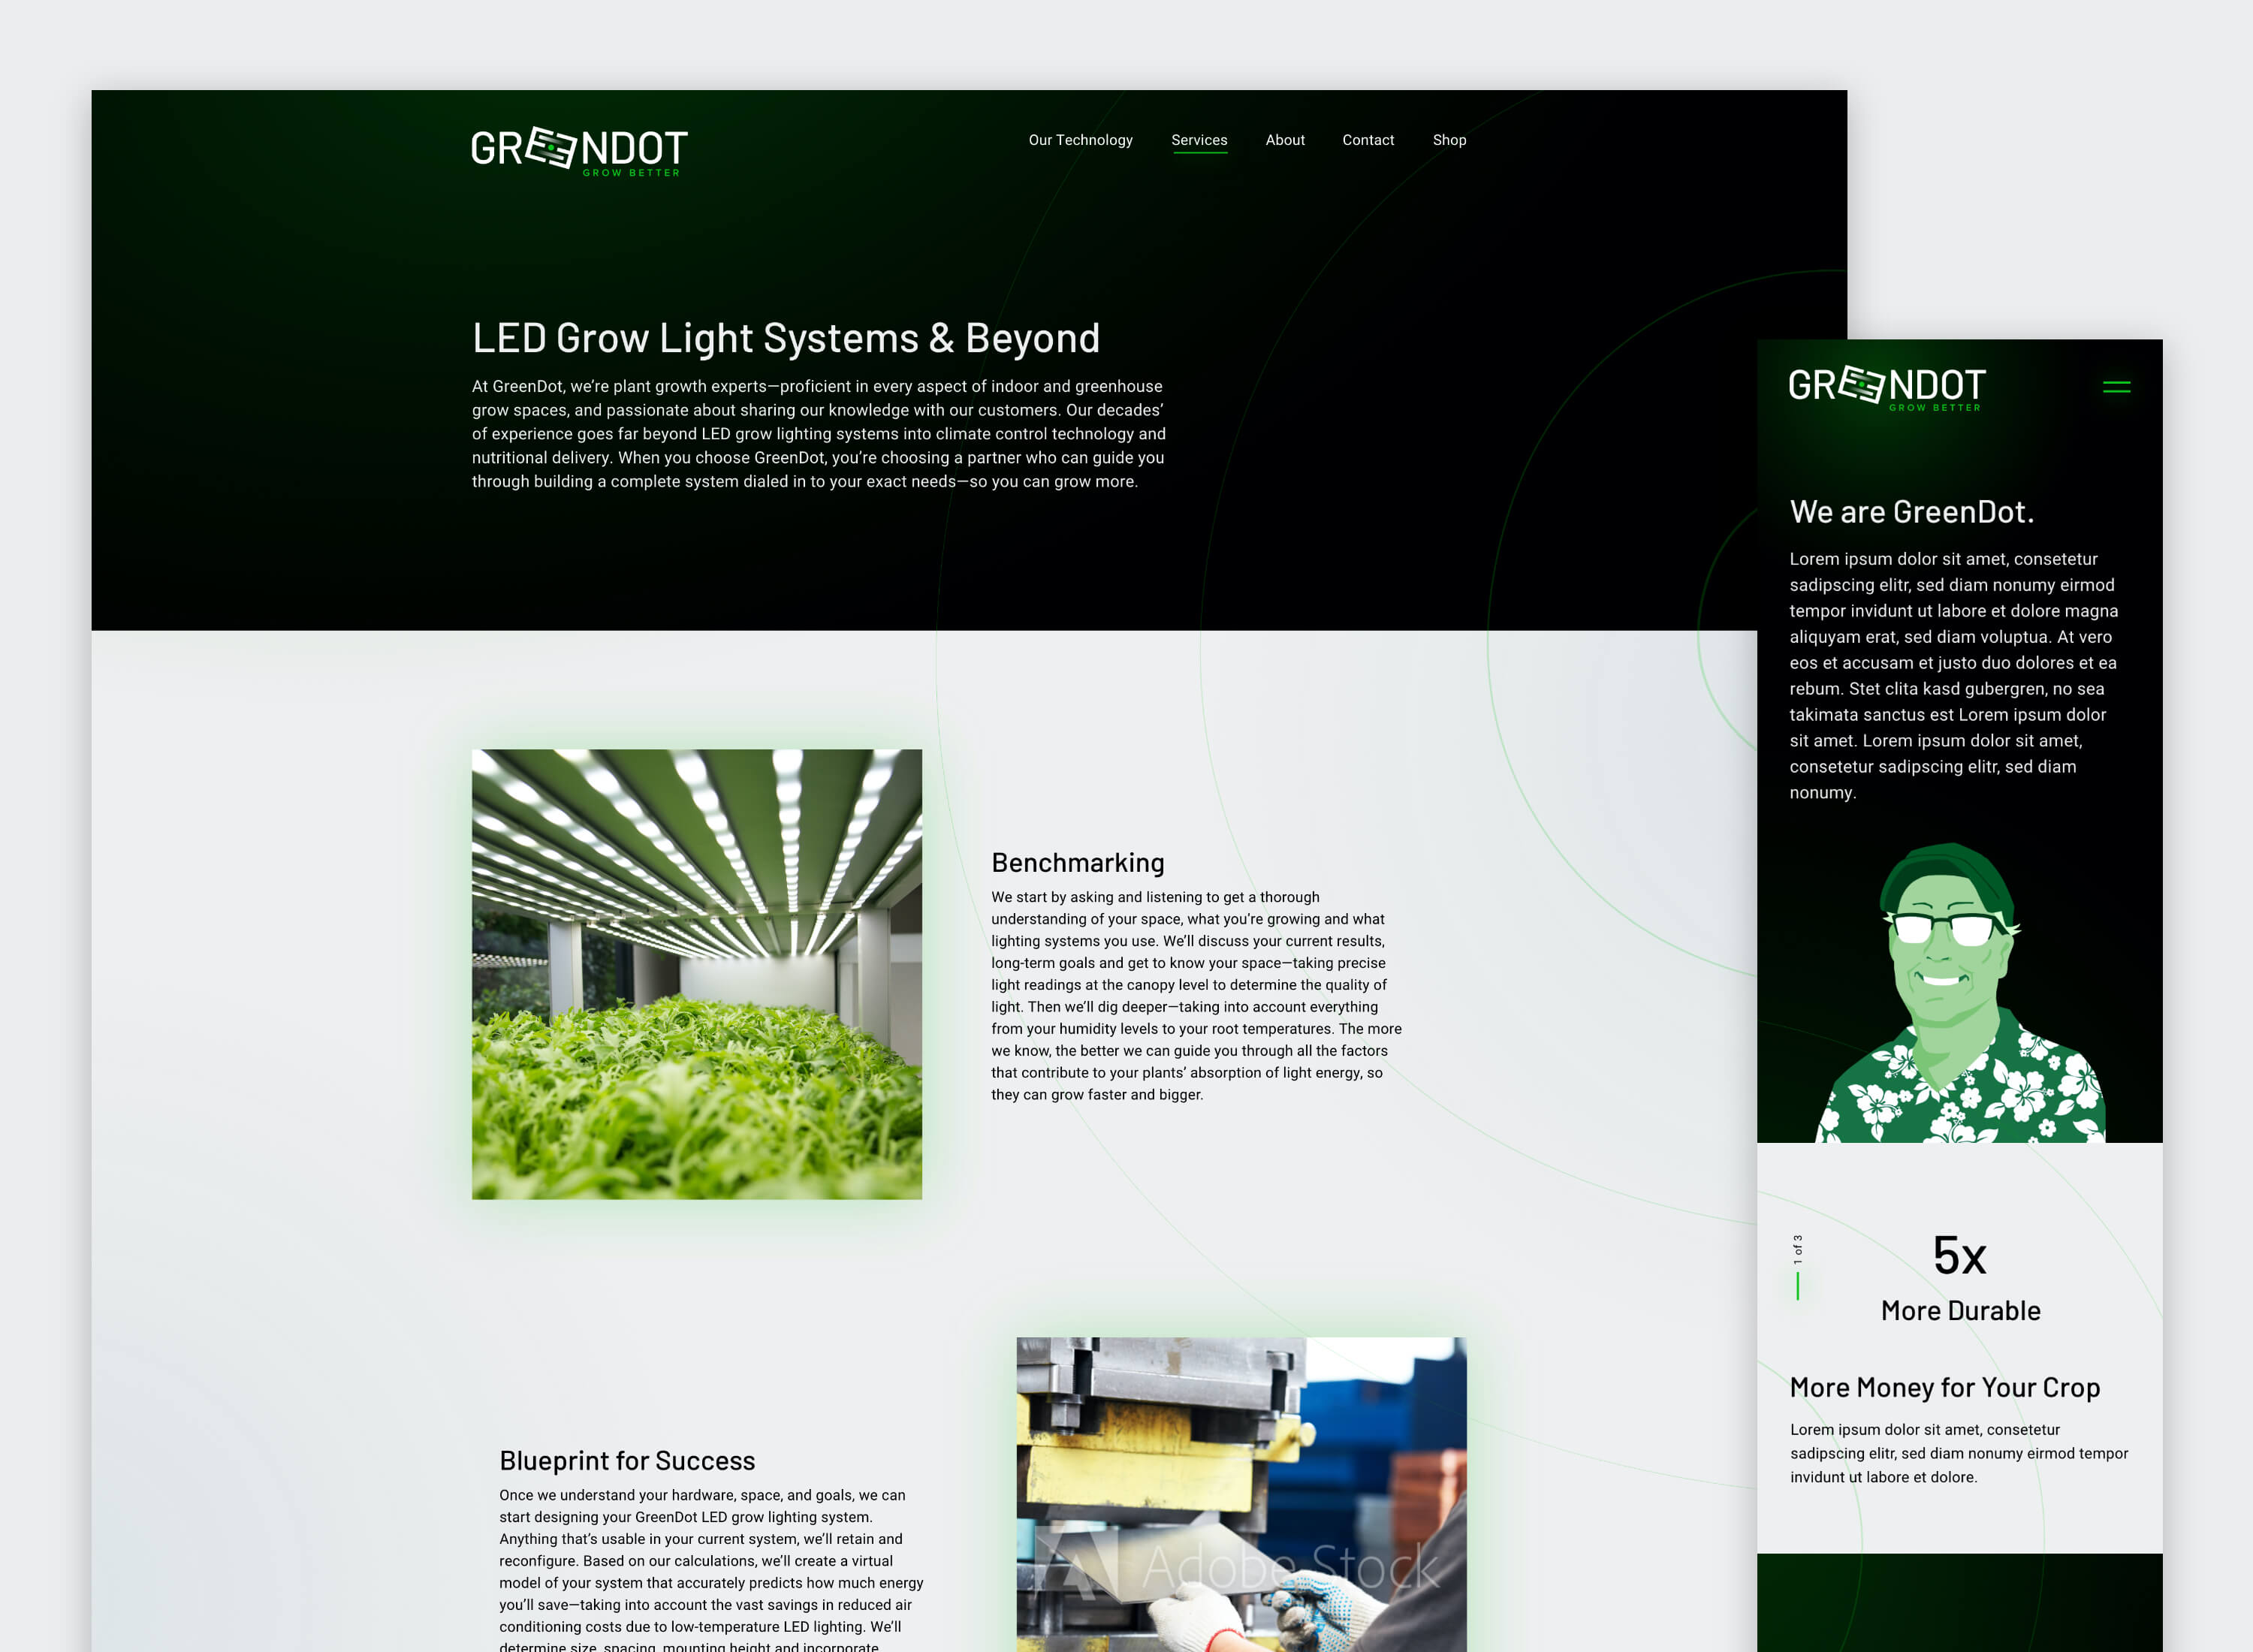 GREENDOT
GROW BETTER
Our Technology Services About Contact Shop
LED Grow Light Systems & Beyond
At GreenDot, we’re plant growth experts—proficient in every aspect of indoor and greenhouse
grow spaces, and passionate about sharing our knowledge with our customers. Our decades’
of experience goes far beyond LED grow lighting systems into climate control technology and
nutritional delivery. When you choose GreenDot, you’re choosing a partner who can guide you
through building a complete system dialed in to your exact needs—so you can grow more.
Benchmarking
We start by asking and listening to get a thorough
understanding of your space, what you’re growing and what
lighting systems you use. We’ll discuss your current results,
long-term goals and get to know your space—taking precise
light readings at the canopy level to determine the quality of
light. Then we’ll dig deeper—taking into account everything
from your humidity levels to your root temperatures. The more
we know, the better we can guide you through all the factors
that contribute to your plants’ absorption of light energy, so
they can grow faster and bigger.
Blueprint for Success
Once we understand your hardware, space, and goals, we can
start designing your GreenDot LED grow lighting system.
Anything that’s usable in your current system, we’ll retain and
reconfigure. Based on our calculations, we’ll create a virtual
model of your system that accurately predicts how much energy
you’ll save—taking into account the vast savings in reduced air
conditioning costs due to low-temperature LED lighting. We’ll
determine size, spacing, mounting height and incorporate
Adobe Stock
GREENDOT
GROW BETTER
We are GreenDot.
Lorem ipsum dolor sit amet, consetetur
sadipscing elitr, sed diam nonumy eirmod
tempor invidunt ut labore et dolore magna
aliquyam erat, sed diam voluptua. At vero
eos et accusam et justo duo dolores et ea
rebum. Stet clita kasd gubergren, no sea
takimata sanctus est Lorem ipsum dolor
sit amet. Lorem ipsum dolor sit amet,
consetetur sadipscing elitr, sed diam
nonumy.
1 of 3
5x
More Durable
More Money for Your Crop
Lorem ipsum dolor sit amet, consetetur
sadipscing elitr, sed diam nonumy eirmod tempor
invidunt ut labore et dolore.